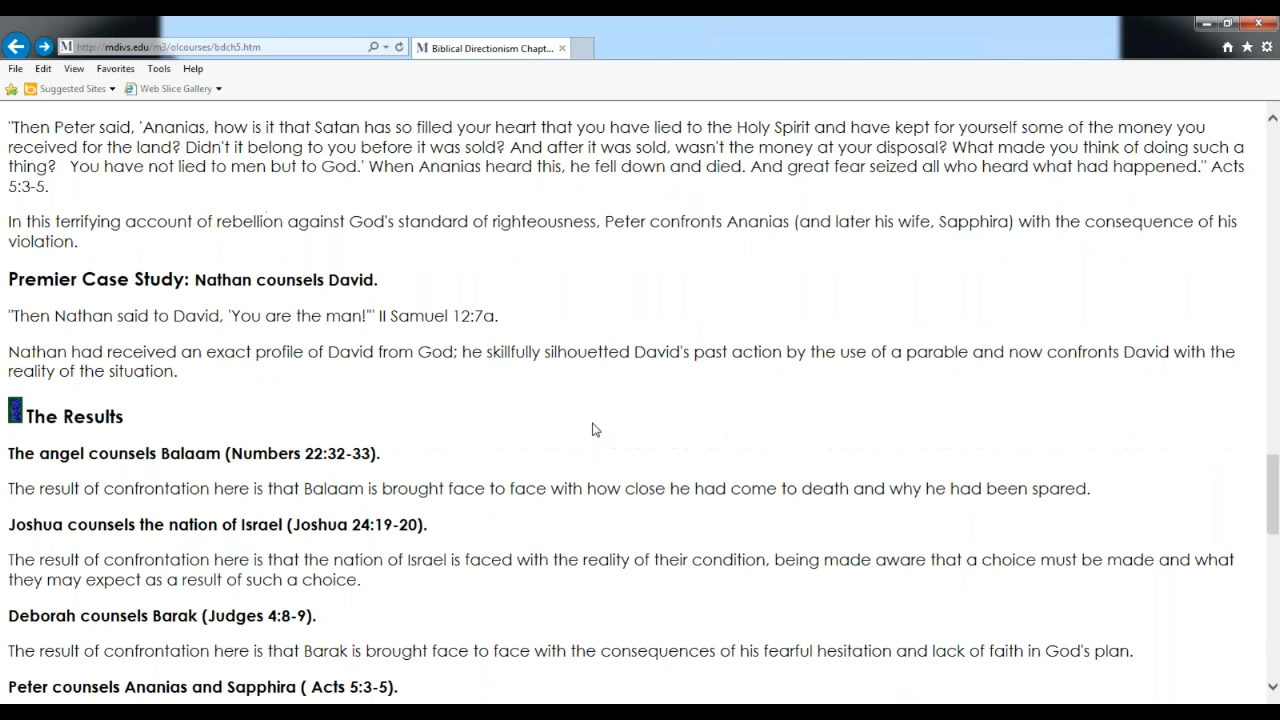 http://mdivs.edu/m3/olcourses/bdch5.htm
M Biblical Directionism Chapt...
File Edit View Favorites Tools Help
Suggested Sites Web Slice Gallery
"Then Peter said, 'Ananias, how is it that Satan has so filled your heart that you have lied to the Holy Spirit and have kept for yourself some of the money you
received for the land? Didn't it belong to you before it was sold? And after it was sold, wasn't the money at your disposal? What made you think of doing such a
thing? You have not lied to men but to God.' When Ananias heard this, he fell down and died. And great fear seized all who heard what had happened." Acts
5:3-5.
In this terrifying account of rebellion against God's standard of righteousness, Peter confronts Ananias (and later his wife, Sapphira) with the consequence of his
violation.
Premier Case Study: Nathan counsels David.
"Then Nathan said to David, 'You are the man!'" II Samuel 12:7a.
Nathan had received an exact profile of David from God; he skillfully silhouetted David's past action by the use of a parable and now confronts David with the
reality of the situation.
The Results
The angel counsels Balaam (Numbers 22:32-33).
The result of confrontation here is that Balaam is brought face to face with how close he had come to death and why he had been spared.
Joshua counsels the nation of Israel (Joshua 24:19-20).
The result of confrontation here is that the nation of Israel is faced with the reality of their condition, being made aware that a choice must be made and what
they may expect as a result of such a choice.
Deborah counsels Barak (Judges 4:8-9).
The result of confrontation here is that Barak is brought face to face with the consequences of his fearful hesitation and lack of faith in God's plan.
Peter counsels Ananias and Sapphira ( Acts 5:3-5).